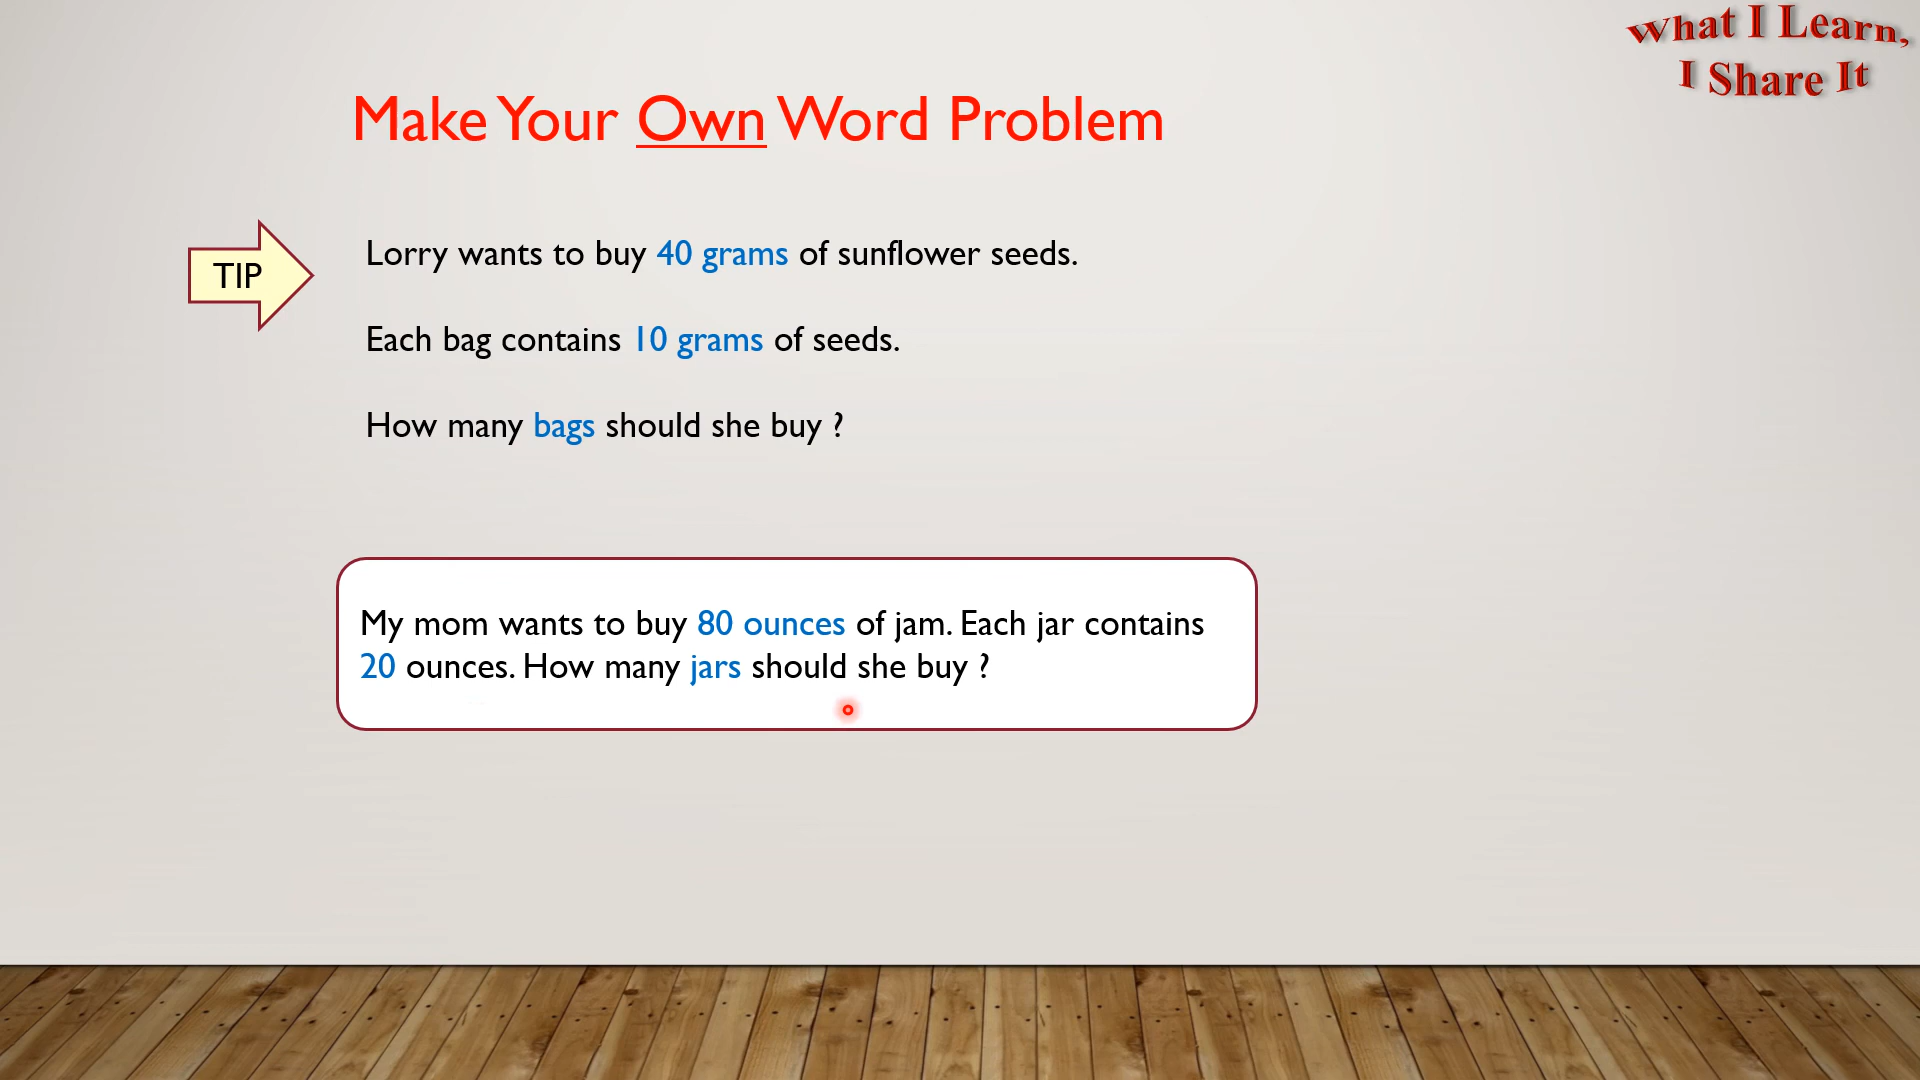 What I Learn,
I Share It
Make Your Own Word Problem
TIP
Lorry wants to buy 40 grams of sunflower seeds.
Each bag contains 10 grams of seeds.
How many bags should she buy ?
My mom wants to buy 80 ounces of jam. Each jar contains
20 ounces. How many jars should she buy ?